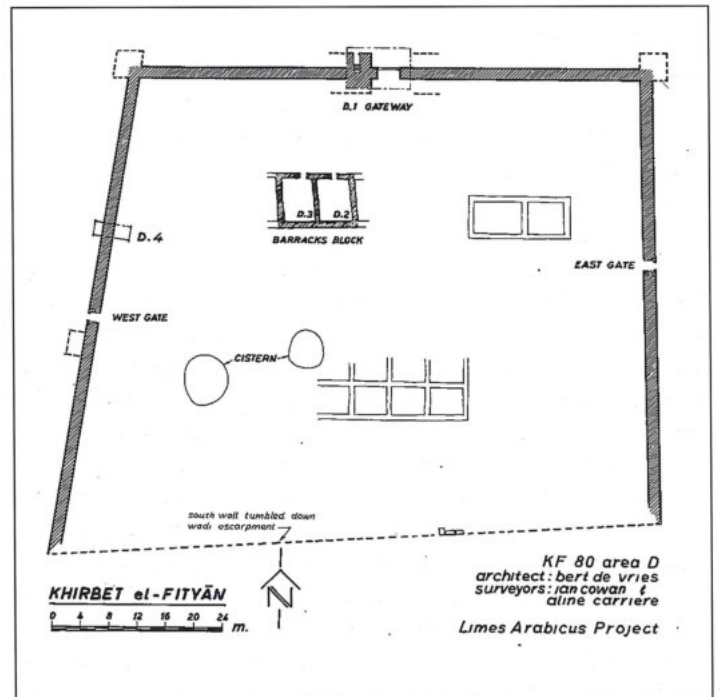 D.1 GATEWAY
D.3 D.2
BARRACKS BLOCK
D.4
EAST GATE
WEST GATE
CISTERN
south wall tumbled down
wadi escarpment
N
KHIRBET el-FITYĀN
0 4 8 12 16 20 24 m.
KF 80 area D
architect: bert de vries
surveyors: ian cowan &
aline carriere
Limes Arabicus Project